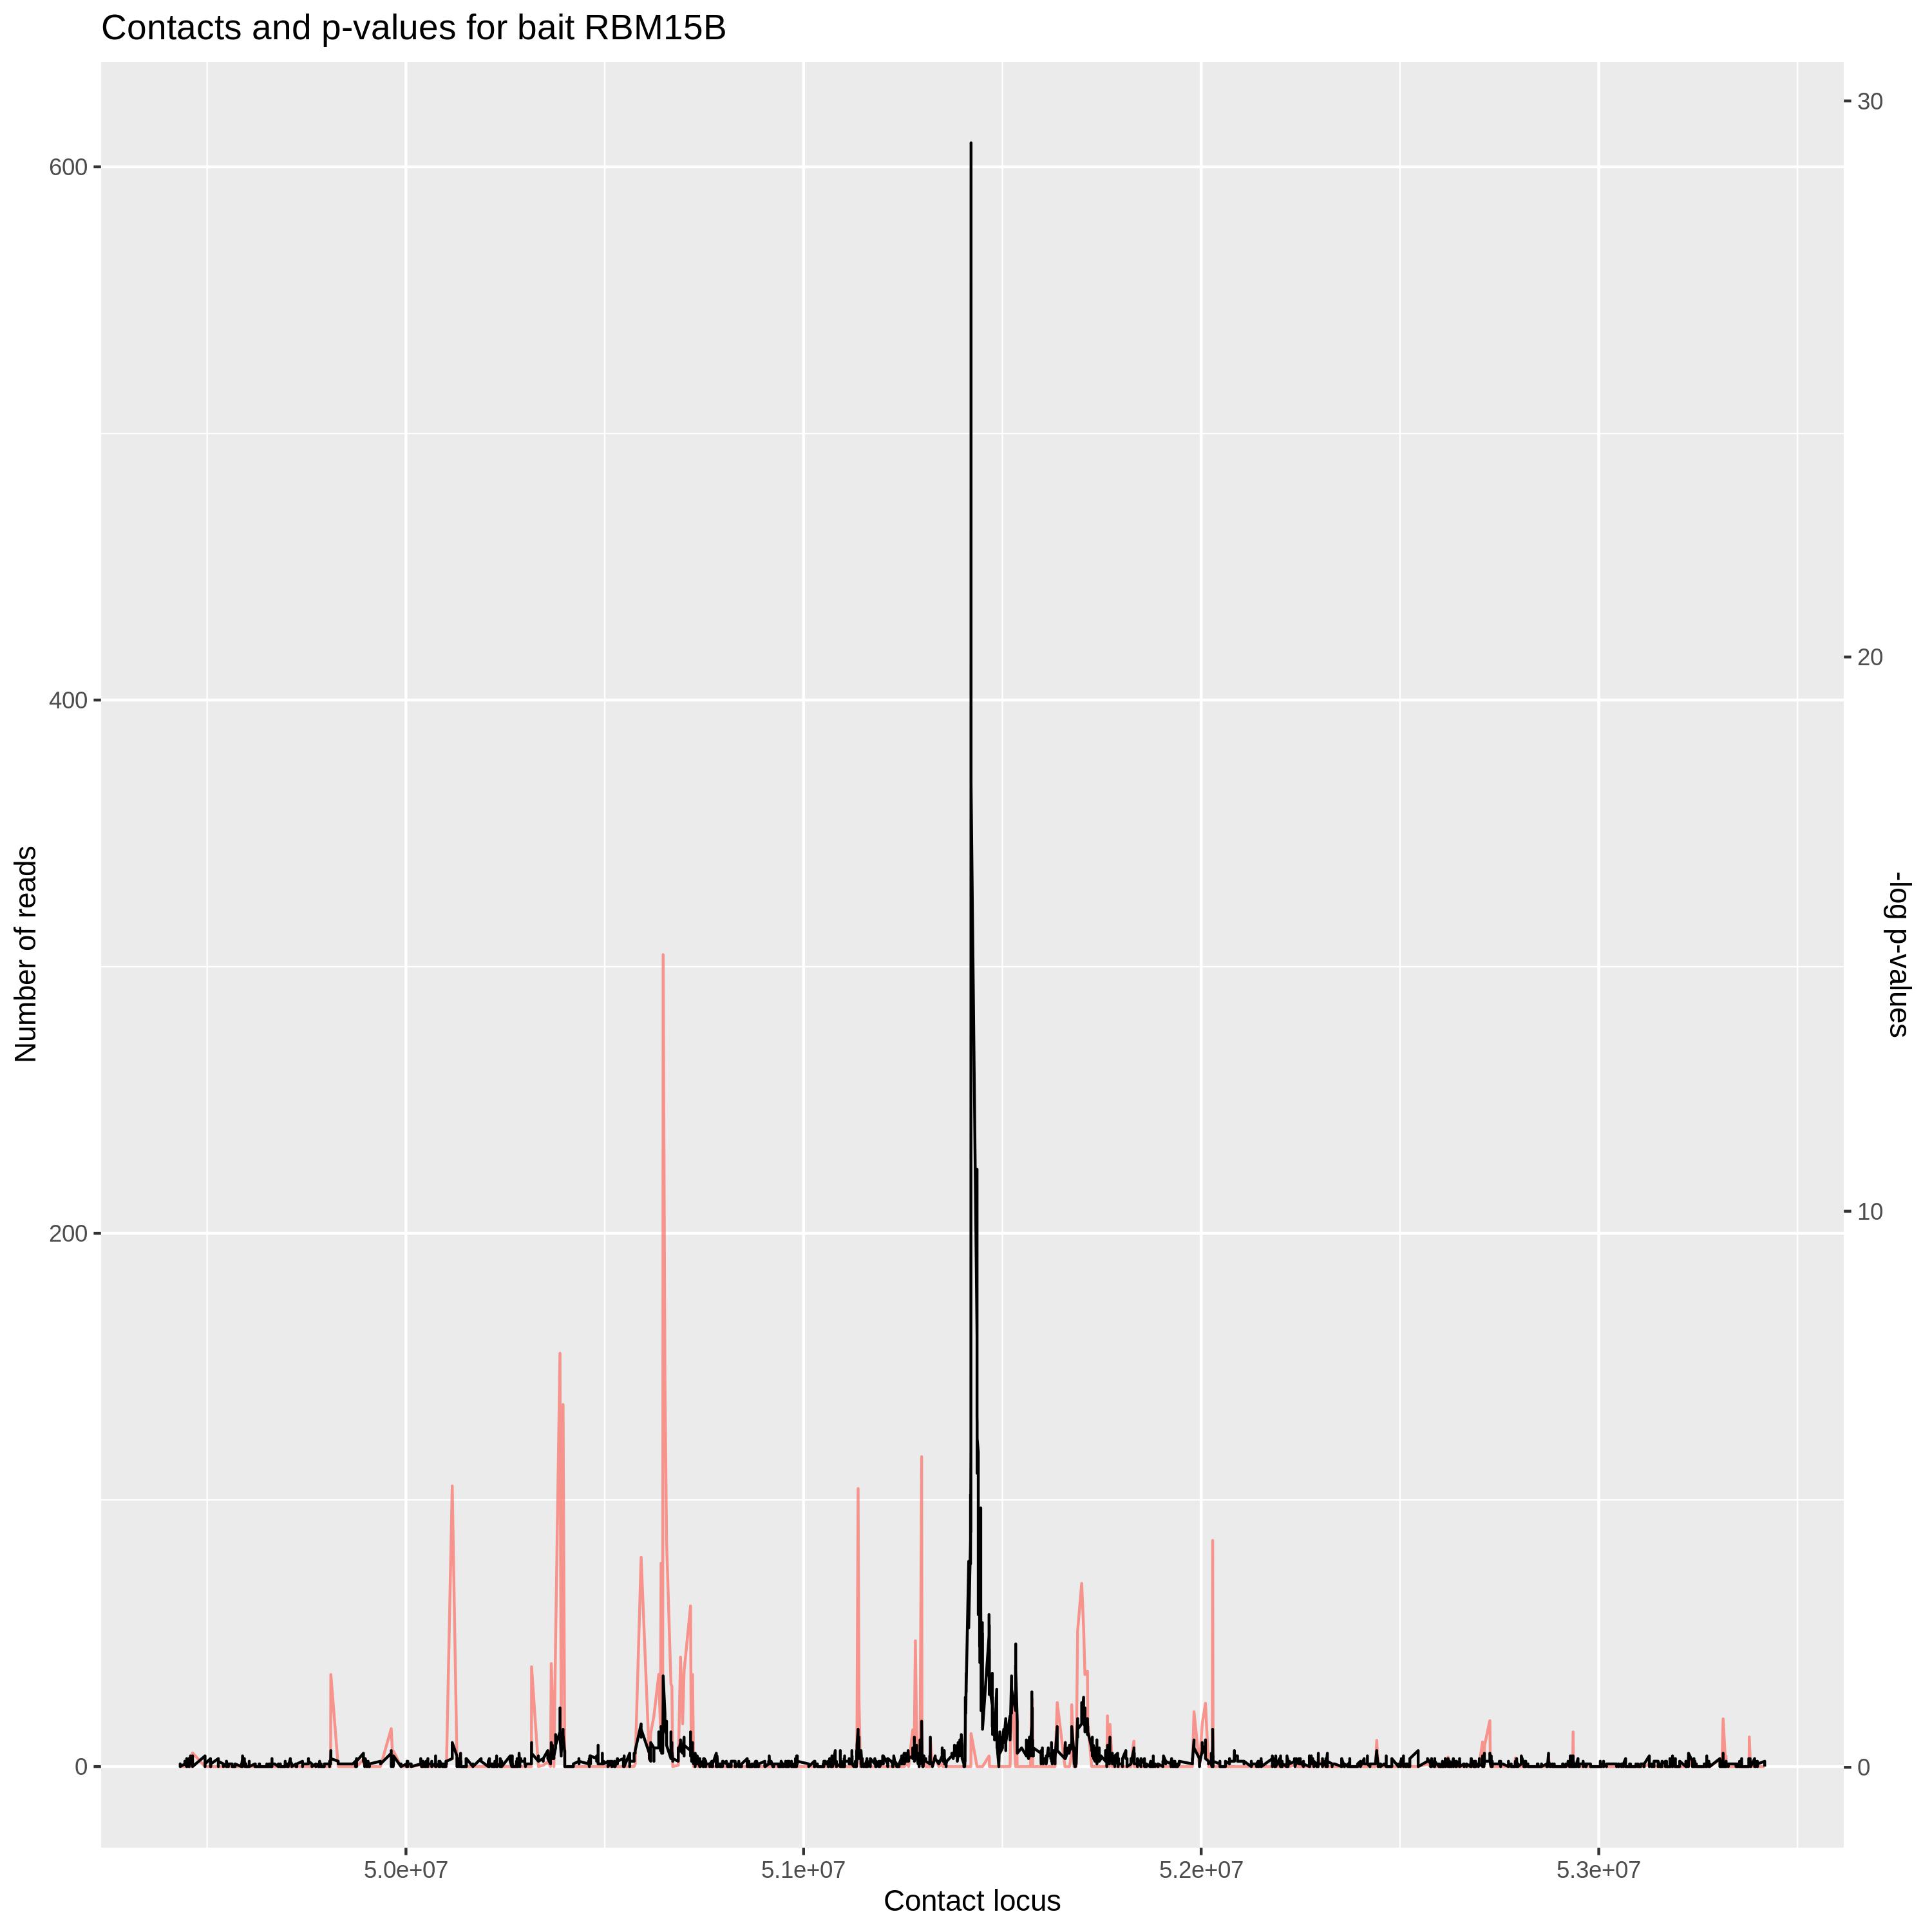 Contacts and p-values for bait RBM15B
600
400
200
0
Number of reads
30
20
10
0
-log p-values
5.0e+07
5.1e+07
5.2e+07
5.3e+07
Contact locus